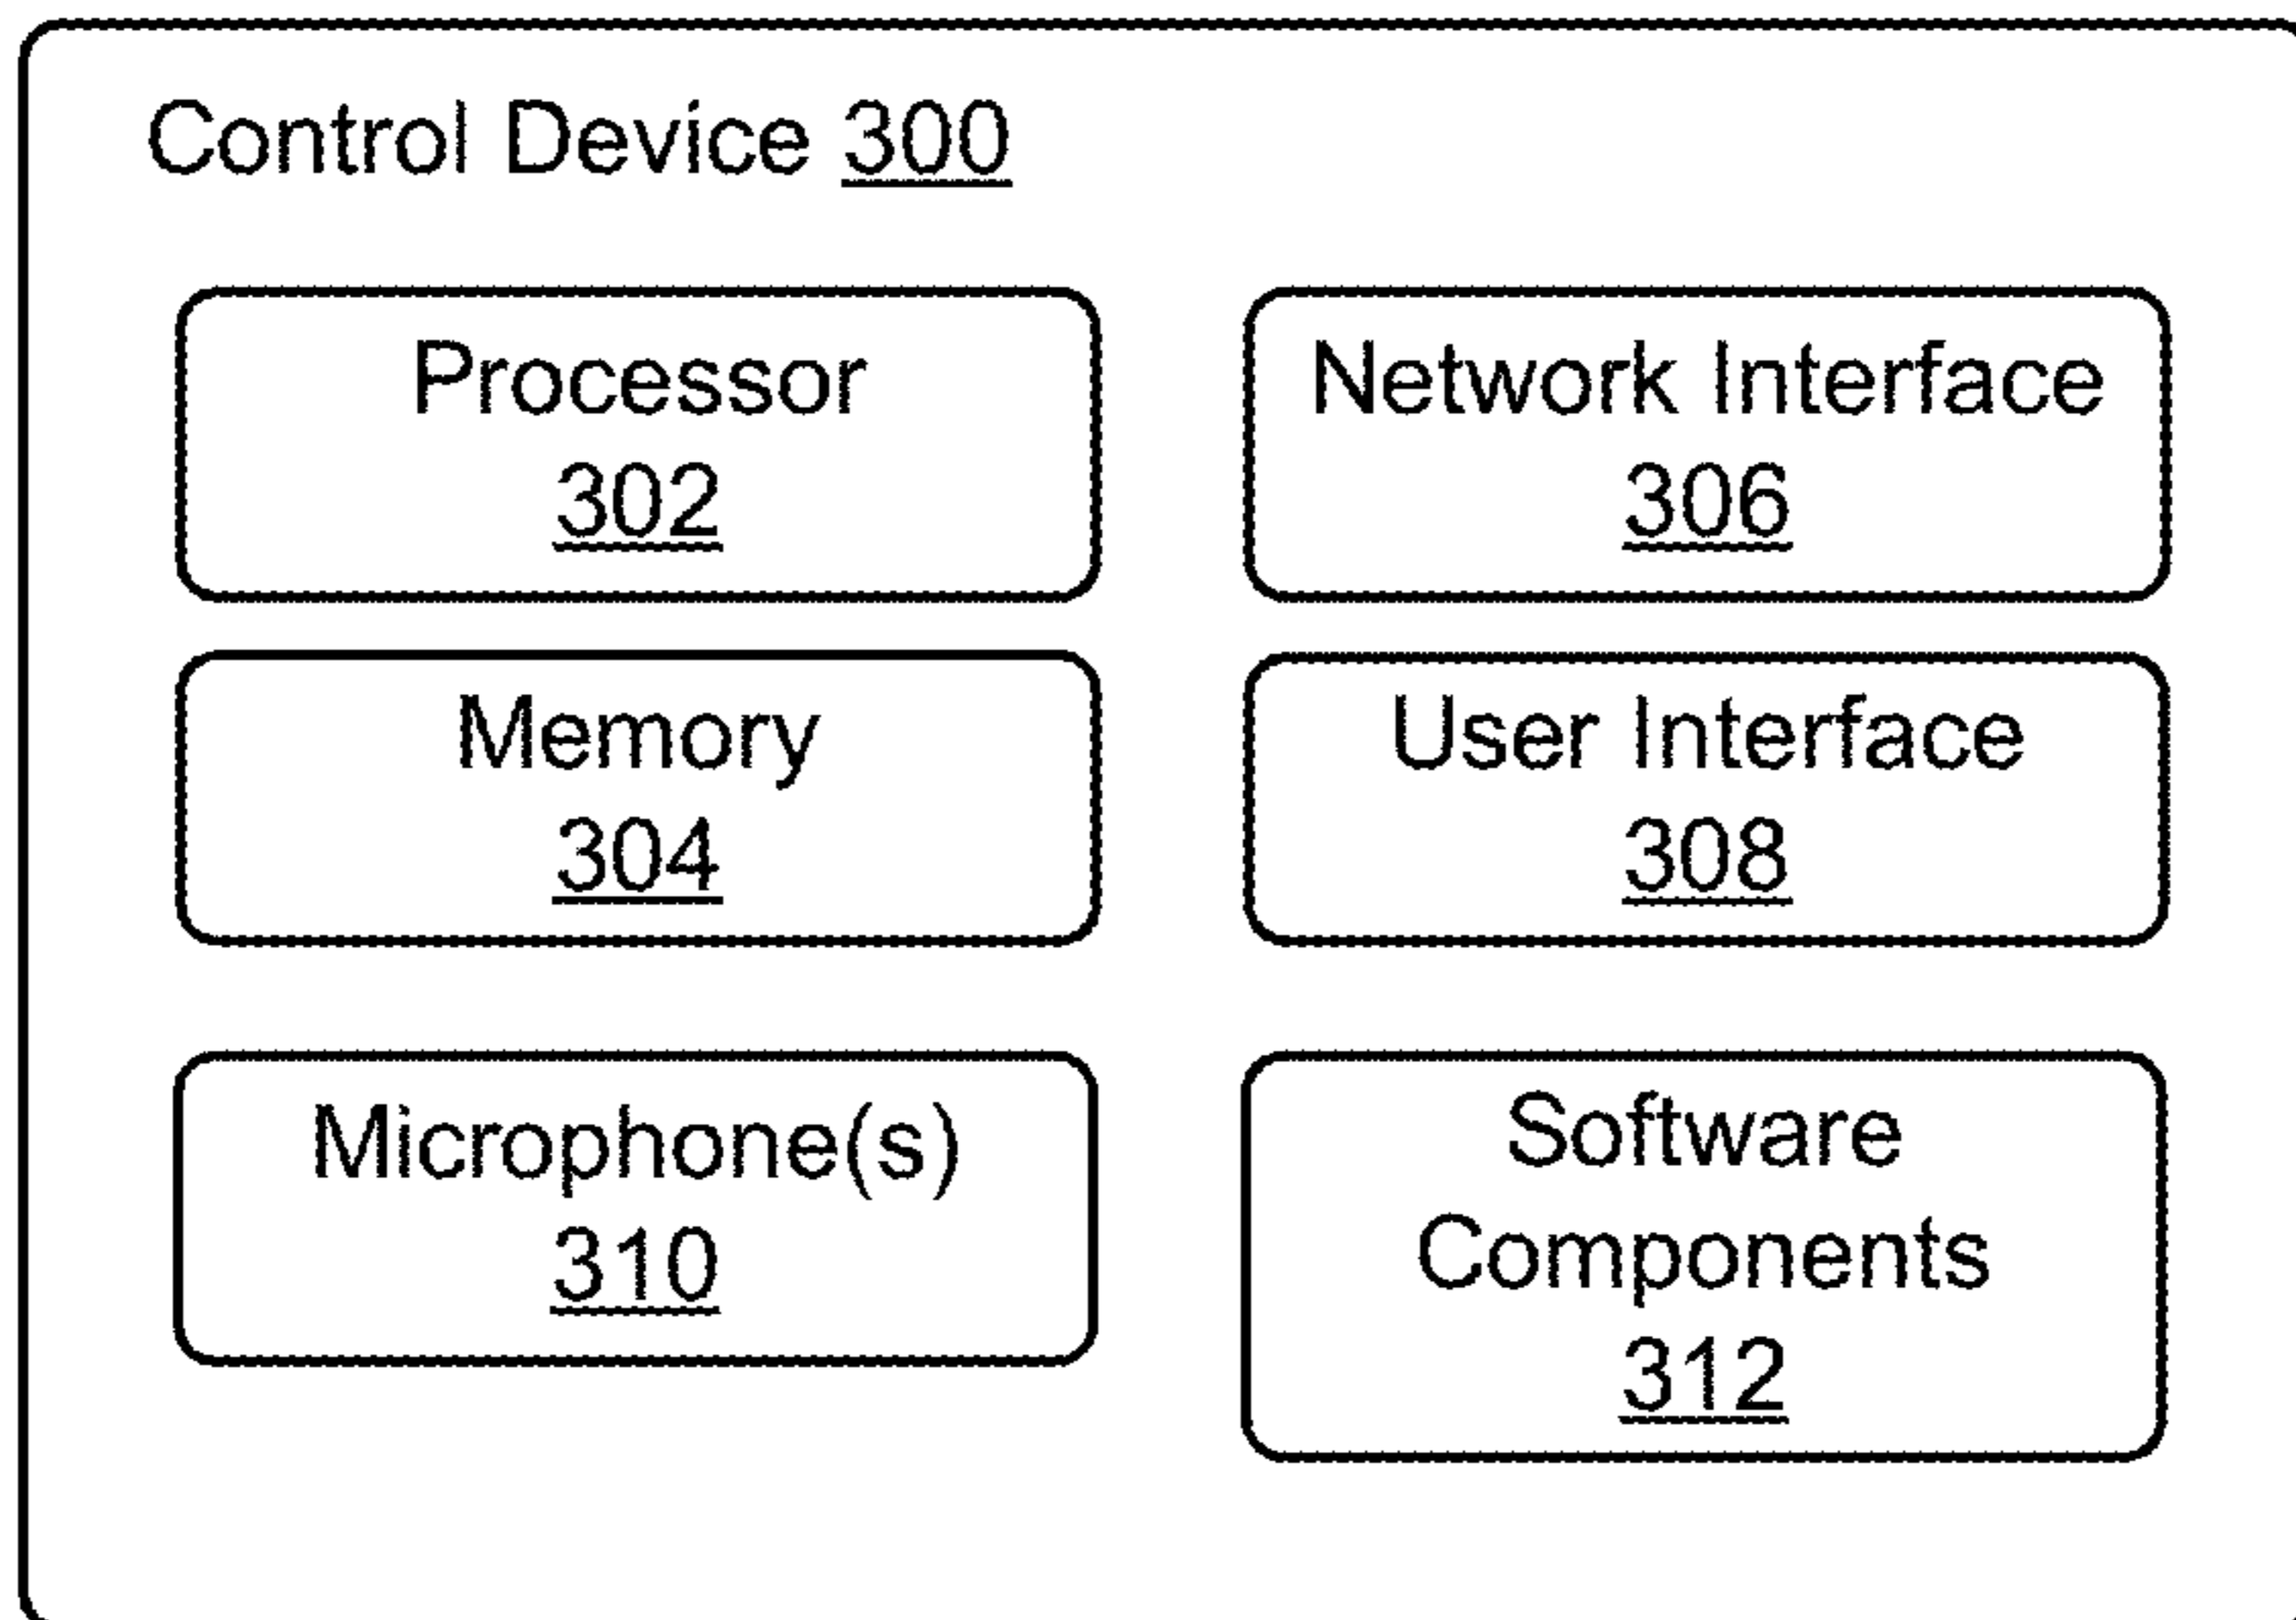 Control Device 300
Processor
302
Network Interface
306
Memory
304
User Interface
308
Microphone(s)
310
Software
Components
312